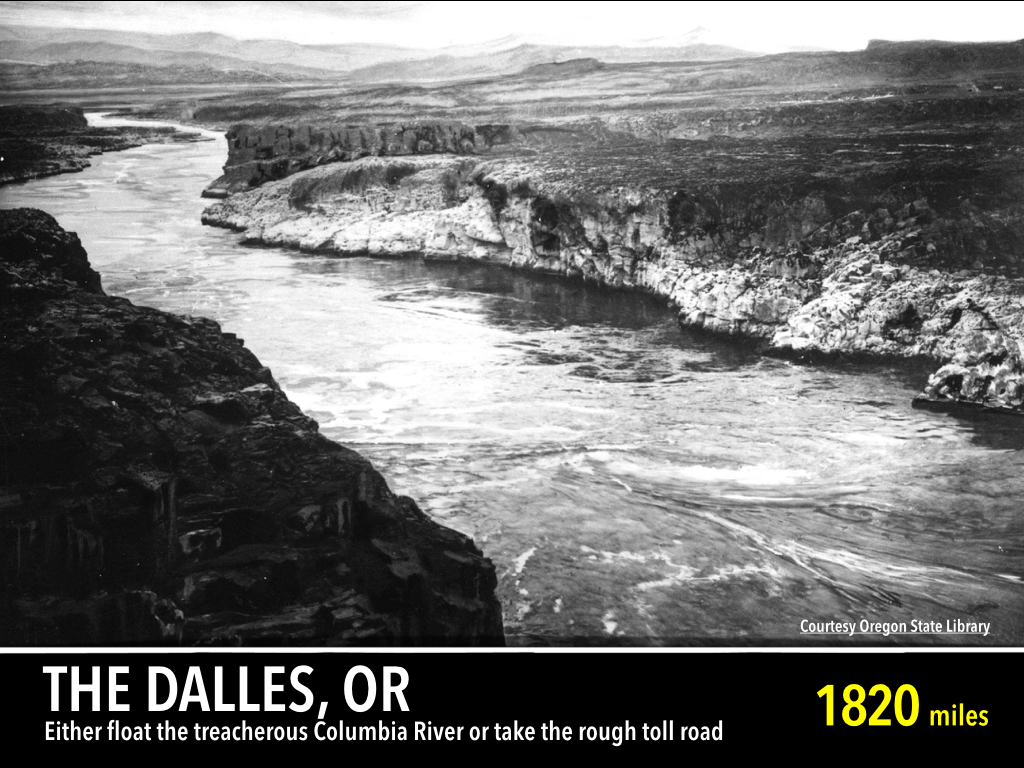 Courtesy Oregon State Library
THE DALLES, OR
Either float the treacherous Columbia River or take the rough toll road
1820 miles